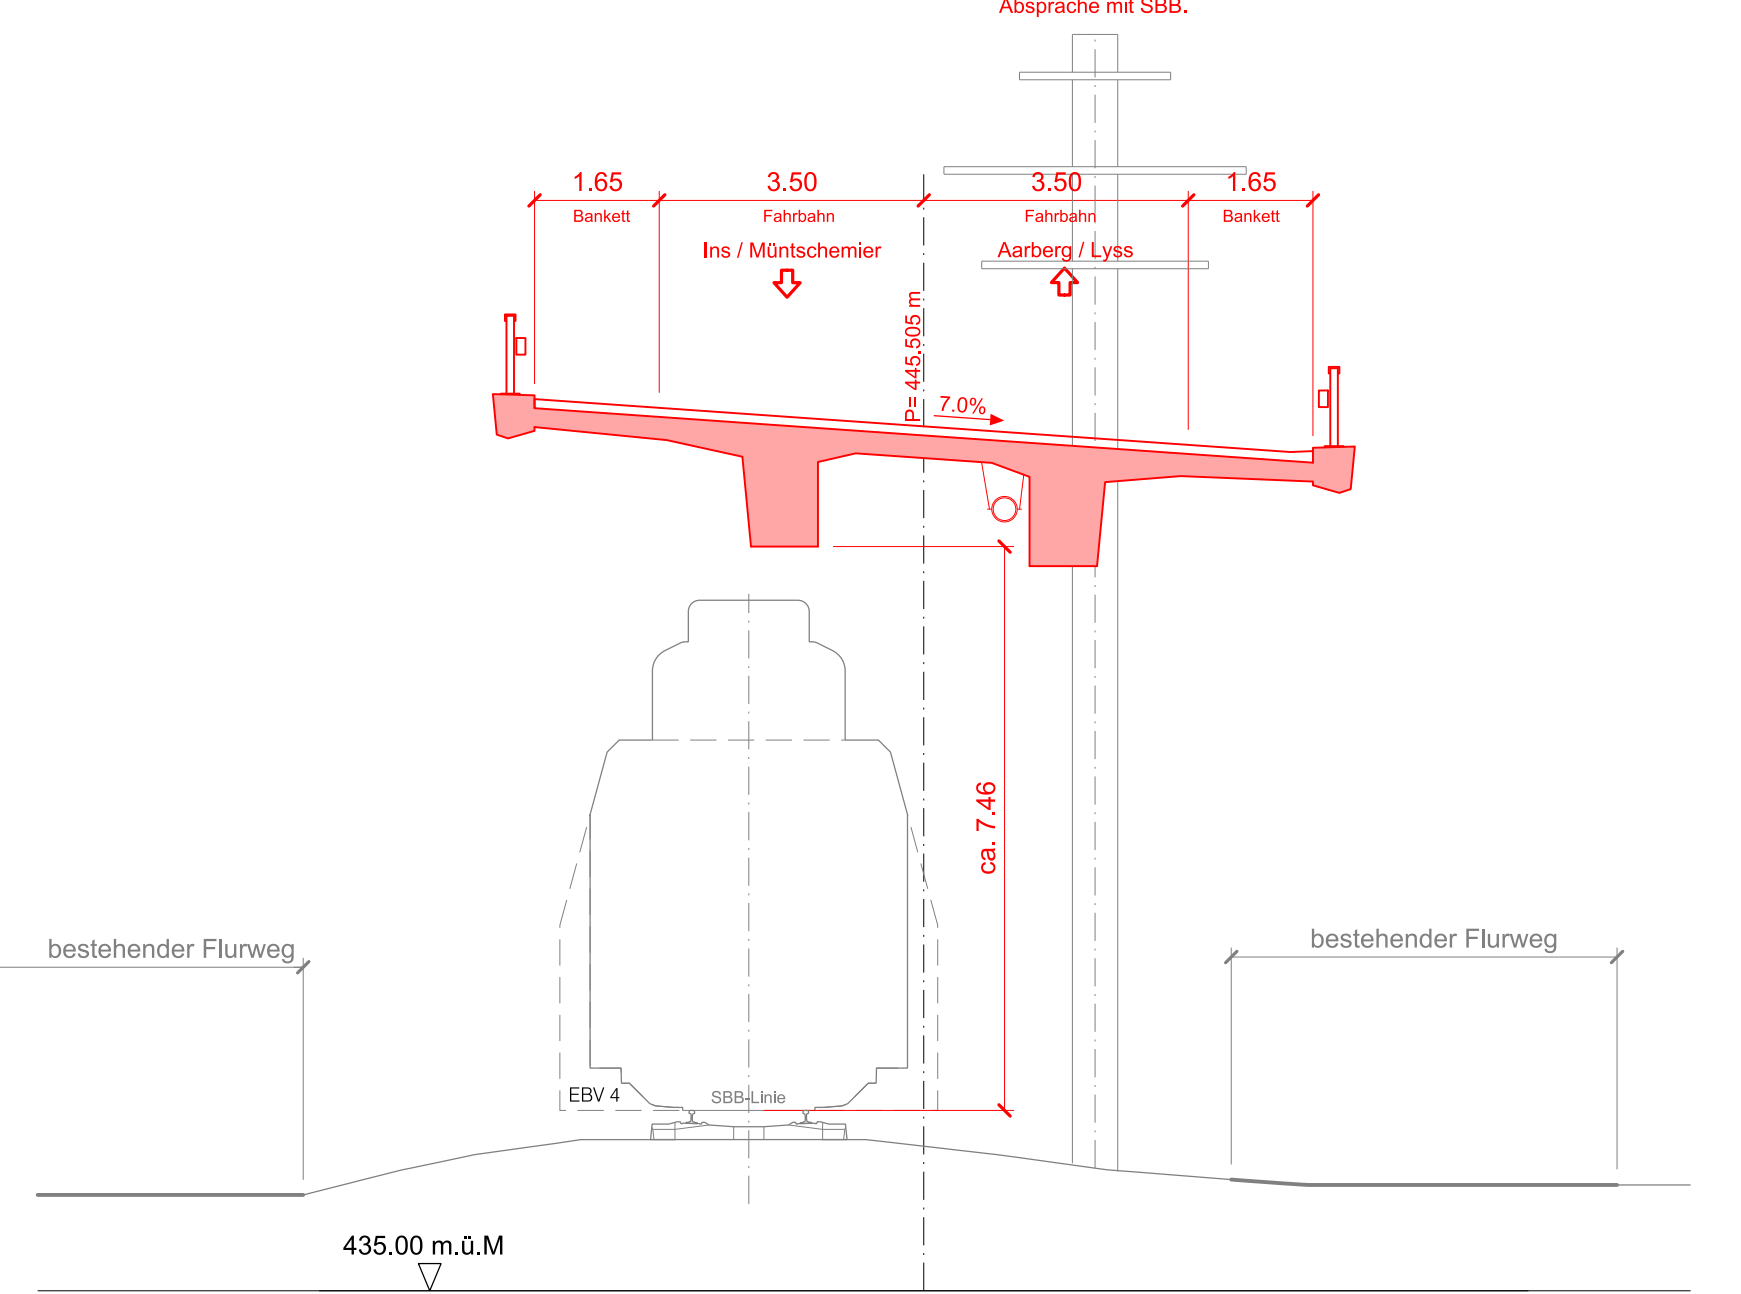 Absprache mit SBB.
1.65
3.50
3.50
1.65
Bankett
Fahrbahn
Fahrbahn
Bankett
Ins / Müntschemier
Aarberg / Lyss
P= 445.505 m
7.0%
ca. 7.46
bestehender Flurweg
bestehender Flurweg
EBV 4
SBB-Linie
435.00 m.ü.M